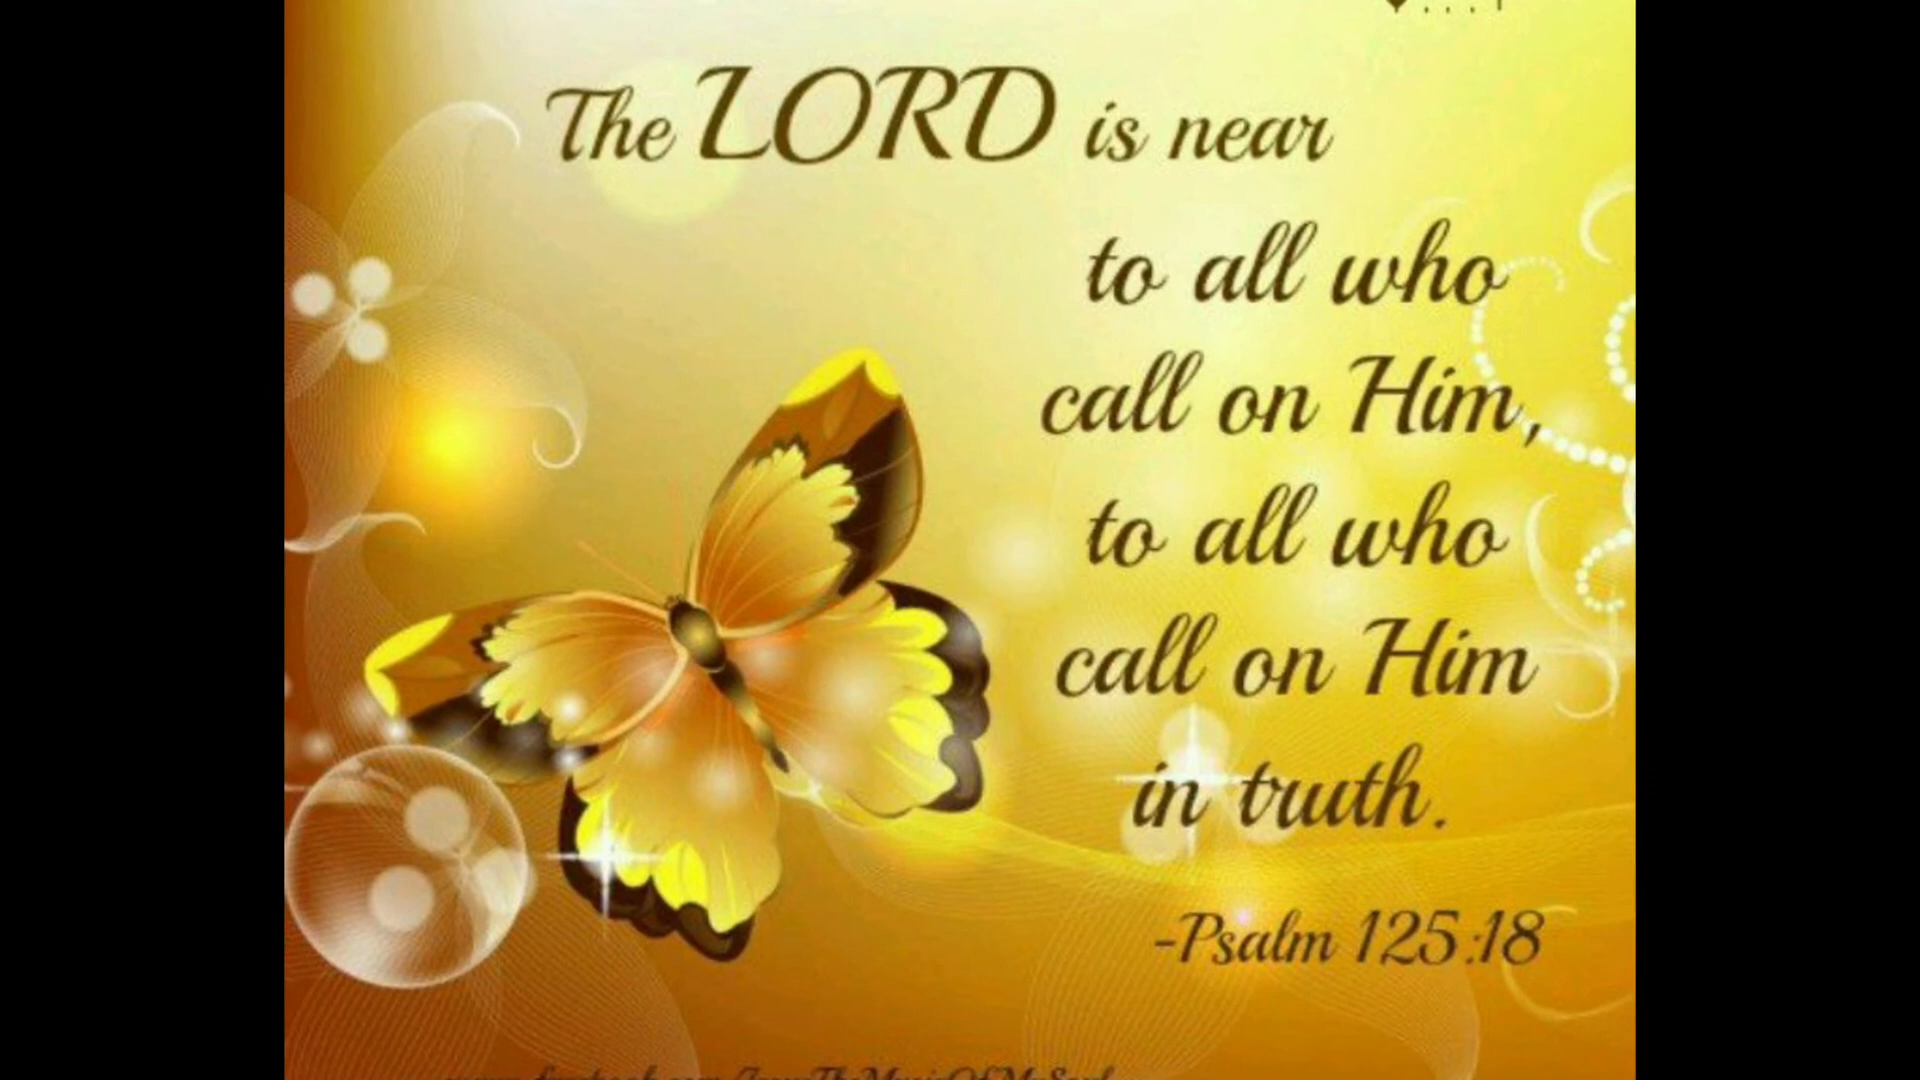 The LORD is near
to all who
call on Him,
to all who
call on Him
in truth.
-Psalm 125:18